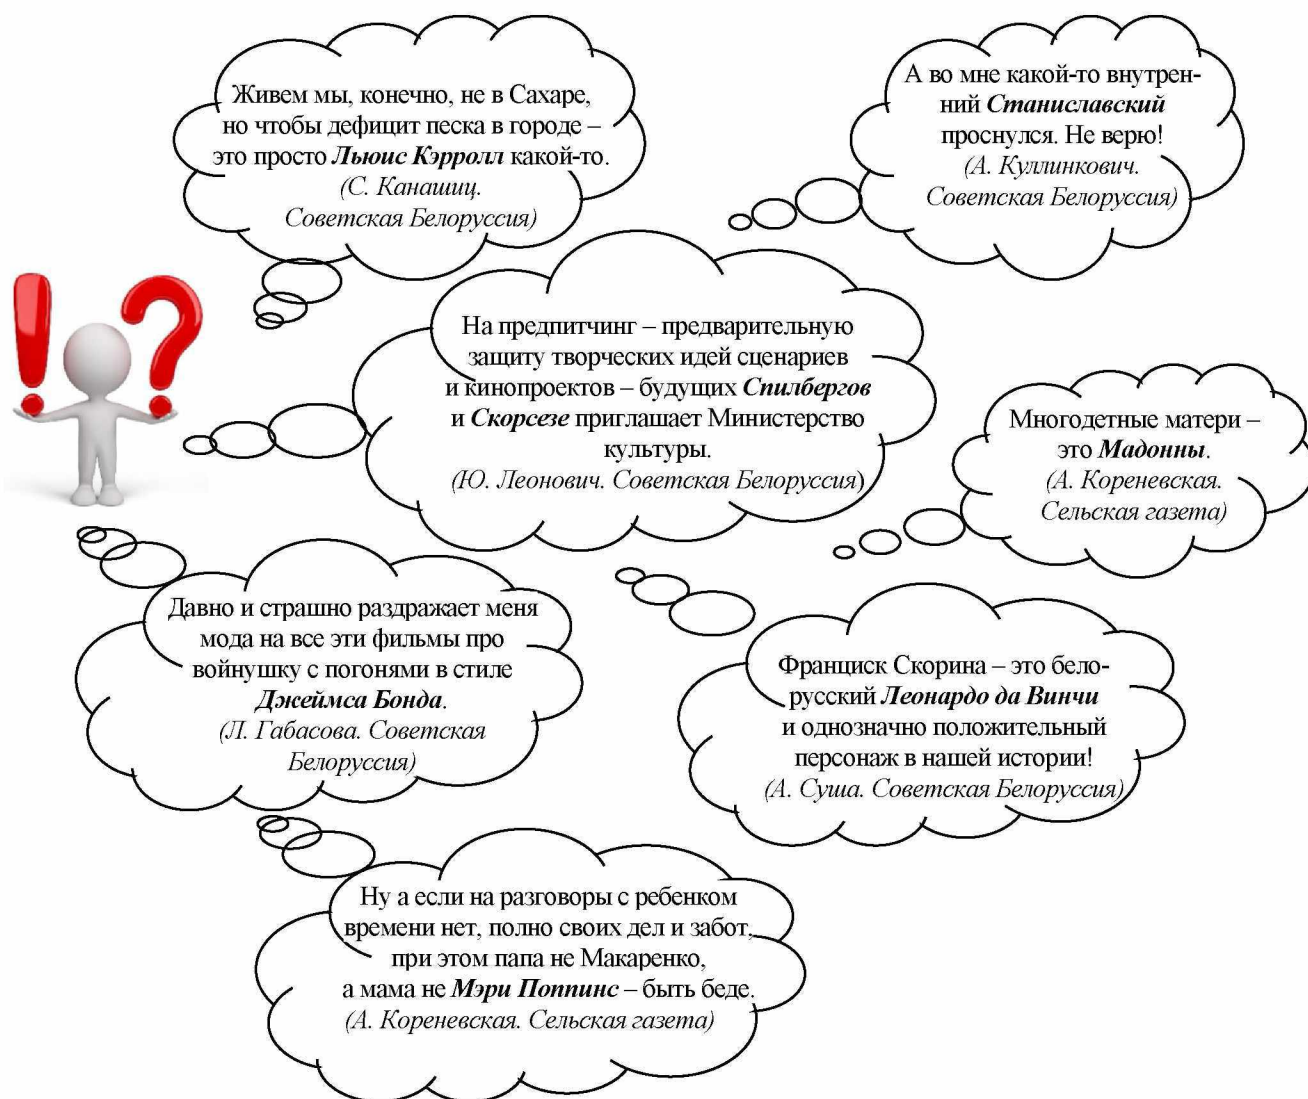 Живем мы, конечно, не в Сахаре,
но чтобы дефицит песка в городе –
это просто Льюис Кэрролл какой-то.
(С. Канашиц.
Советская Белоруссия)
А во мне какой-то внутрен-
ний Станиславский
проснулся. Не верю!
(А. Куллинкович.
Советская Белоруссия)
!?
На предпитчинг – предварительную
защиту творческих идей сценариев
и кинопроектов – будущих Спилбергов
и Скорсезе приглашает Министерство
культуры.
(Ю. Леонович. Советская Белоруссия)
Многодетные матери –
это Мадонны.
(А. Кореневская.
Сельская газета)
Давно и страшно раздражает меня
мода на все эти фильмы про
войнушку с погонями в стиле
Джеймса Бонда.
(Л. Габасова. Советская
Белоруссия)
Франциск Скорина – это бело-
русский Леонардо да Винчи
и однозначно положительный
персонаж в нашей истории!
(А. Суша. Советская Белоруссия)
Ну а если на разговоры с ребенком
времени нет, полно своих дел и забот,
при этом папа не Макаренко,
а мама не Мэри Поппинс – быть беде.
(А. Кореневская. Сельская газета)